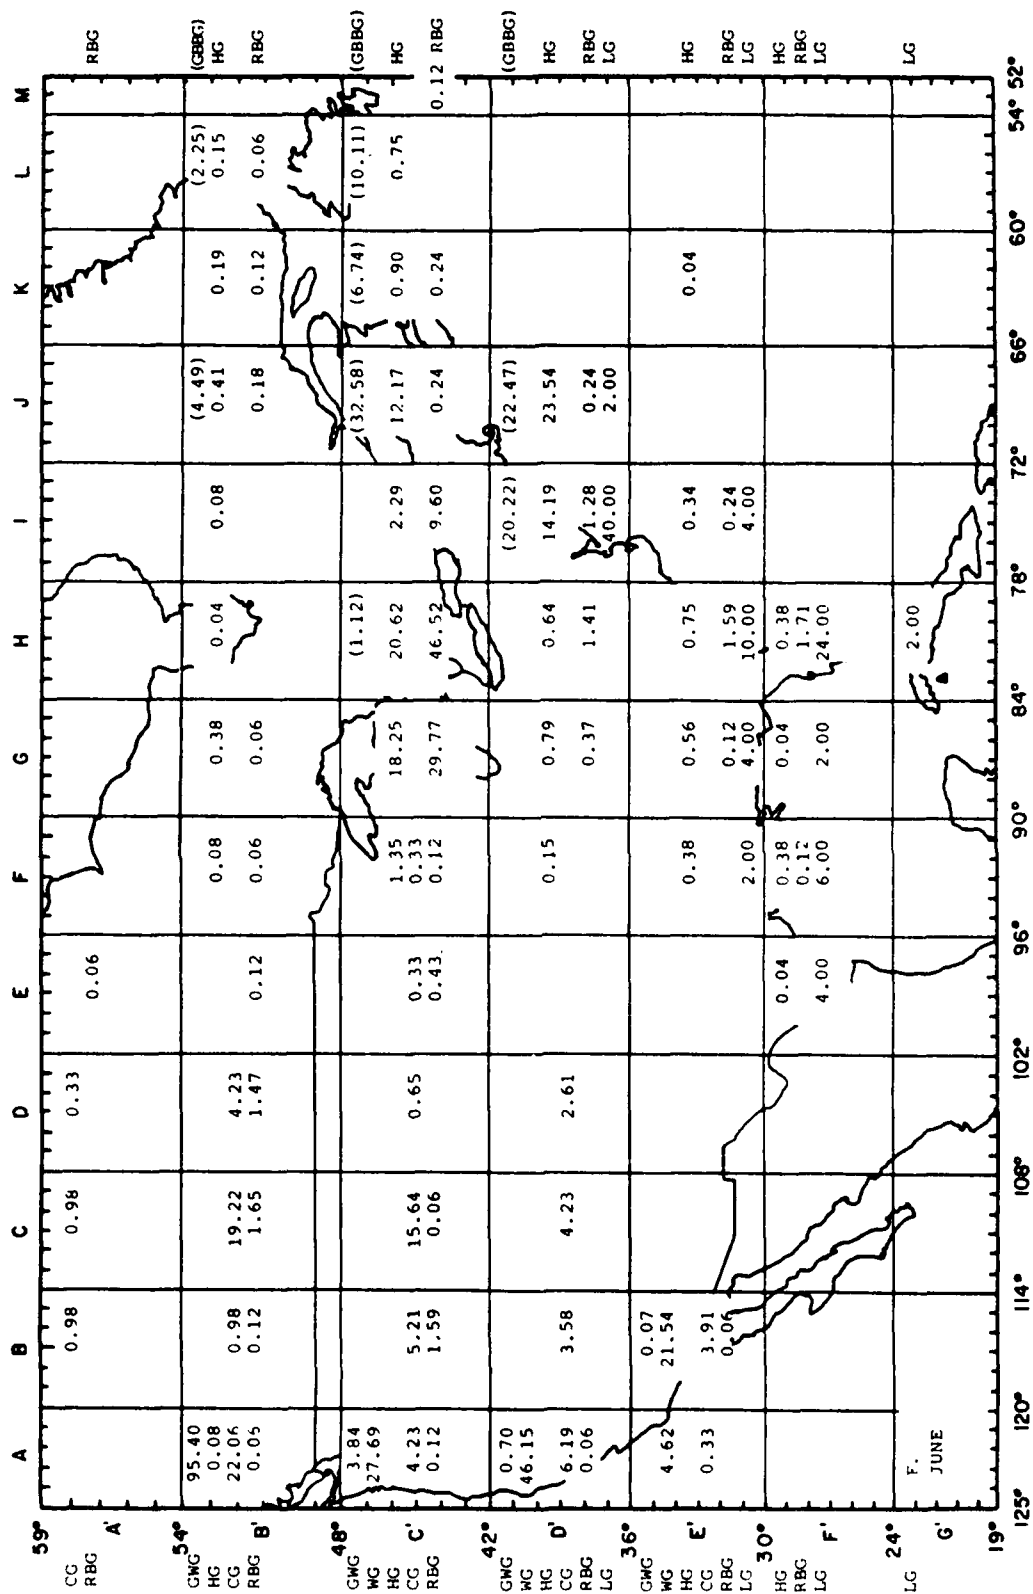 A B C D E F G H I J K L M
59°
CG 0.98 0.98 0.33
RBG 0.06 RBG
A'
54°
GWG 95.40 (4.49) (2.25) (GBBG)
HG 0.08 0.08 0.38 0.04 0.08 0.41 0.19 0.15 HG
CG 22.06 0.98 19.22 4.23
RBG 0.05 0.12 1.65 1.47 0.12 0.06 0.06 0.18 0.12 0.06 RBG
B'
48°
GWG 3.84 (1.12) (32.58) (6.74) (10.11) (GBBG)
WG 27.69
HG 1.35 18.25 20.62 2.29 12.17 0.90 0.75 HG
CG 4.23 5.21 15.64 0.65 0.33 0.33
RBG 0.12 1.59 0.06 0.43 0.12 29.77 46.52 9.60 0.24 0.24 0.12 RBG
C'
42°
GWG 0.70 (20.22) (22.47) (GBBG)
WG 46.15
HG 0.15 0.79 0.64 14.19 23.54 HG
CG 6.19 3.58 4.23 2.61
RBG 0.06 0.37 1.41 1.28 0.24 RBG
LG 40.00 2.00 LG
D'
36°
GWG 0.07
WG 4.62 21.54
HG 0.38 0.56 0.75 0.34 0.04 HG
CG 0.33 3.91
RBG 0.06 0.12 1.59 0.24 RBG
LG 2.00 4.00 10.00 4.00 LG
E'
30°
HG 0.04 0.38 0.04 0.38 HG
RBG 0.12 1.71 RBG
LG 4.00 6.00 2.00 24.00 LG
F'
24°
LG 2.00 LG
G'
F.
JUNE
19°
125° 120° 114° 108° 102° 96° 90° 84° 78° 72° 66° 60° 54° 52°